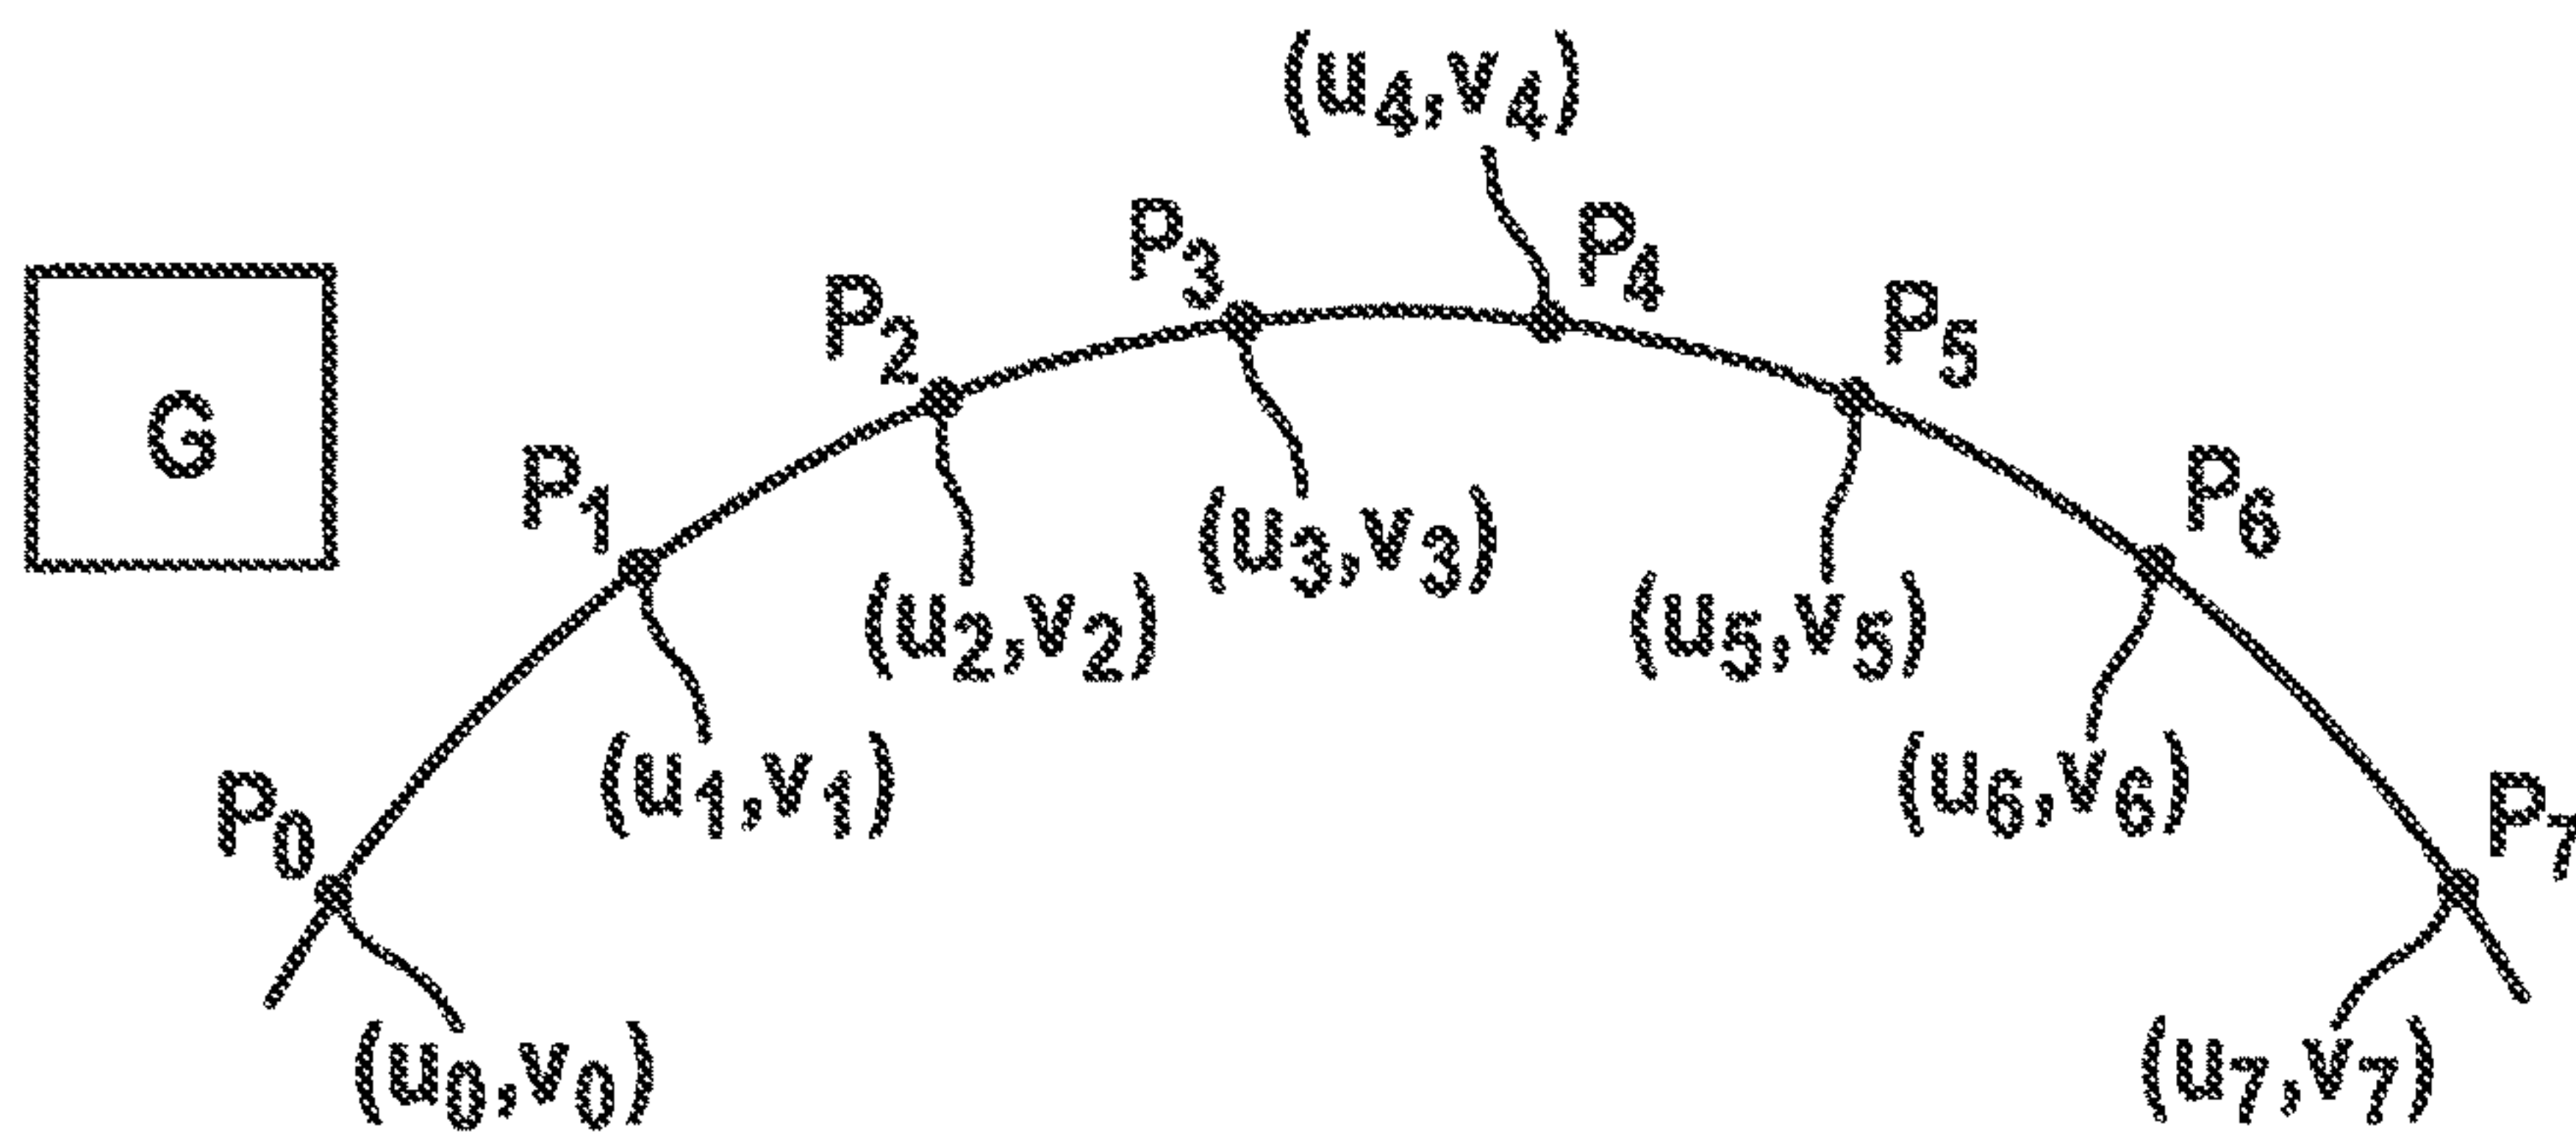 (u4,v4)
P3
P4
P2
P5
G
P1
P6
(u3,v3)
(u2,v2)
(u5,v5)
(u1,v1)
(u6,v6)
P0
P7
(u0,v0)
(u7,v7)